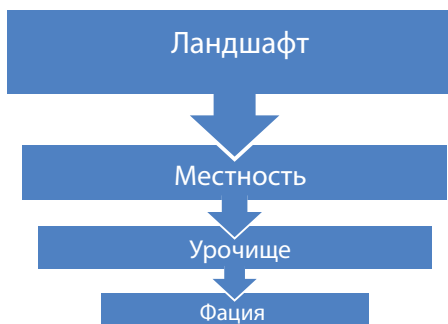 Ландшафт
Местность
Урочище
Фация